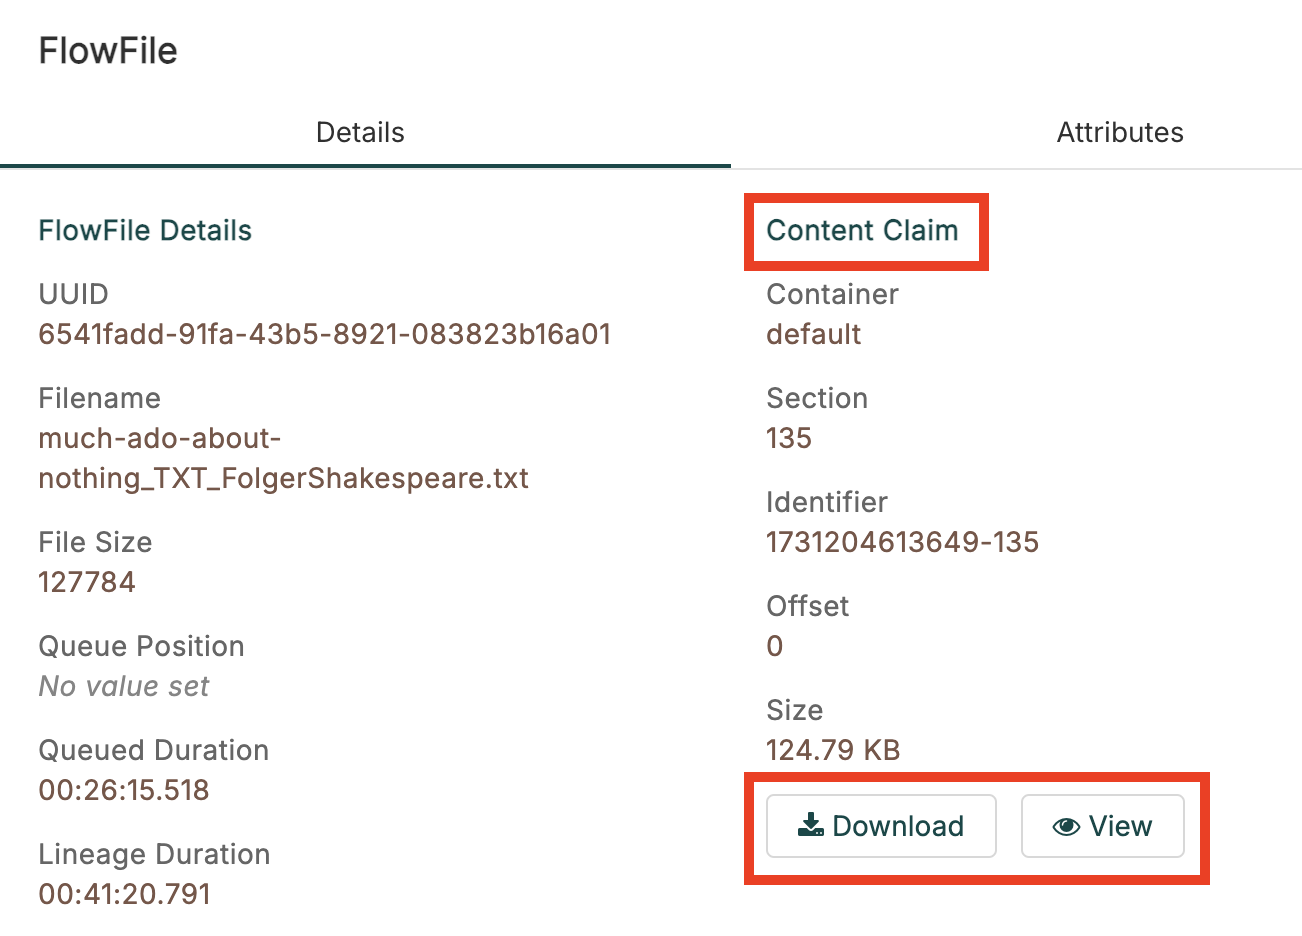 FlowFile
Details
Attributes
FlowFile Details
UUID
6541fadd-91fa-43b5-8921-083823b16a01
Filename
much-ado-about-
nothing_TXT_FolgerShakespeare.txt
File Size
127784
Queue Position
No value set
Queued Duration
00:26:15.518
Lineage Duration
00:41:20.791
Content Claim
Container
default
Section
135
Identifier
1731204613649-135
Offset
0
Size
124.79 KB
Download
View